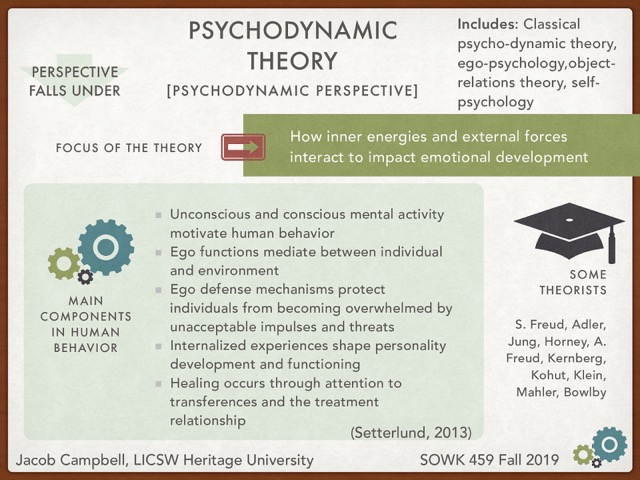 PSYCHODYNAMIC
THEORY
[PSYCHODYNAMIC PERSPECTIVE]
PERSPECTIVE
FALLS UNDER
Includes: Classical
psycho-dynamic theory,
ego-psychology,object-
relations theory, self-
psychology
FOCUS OF THE THEORY
How inner energies and external forces
interact to impact emotional development
MAIN
COMPONENTS
IN HUMAN
BEHAVIOR
Unconscious and conscious mental activity
motivate human behavior
Ego functions mediate between individual
and environment
Ego defense mechanisms protect
individuals from becoming overwhelmed by
unacceptable impulses and threats
Internalized experiences shape personality
development and functioning
Healing occurs through attention to
transferences and the treatment
relationship
(Setterlund, 2013)
SOME
THEORISTS
S. Freud, Adler,
Jung, Horney, A.
Freud, Kernberg,
Kohut, Klein,
Mahler, Bowlby
Jacob Campbell, LICSW Heritage University
SOWK 459 Fall 2019